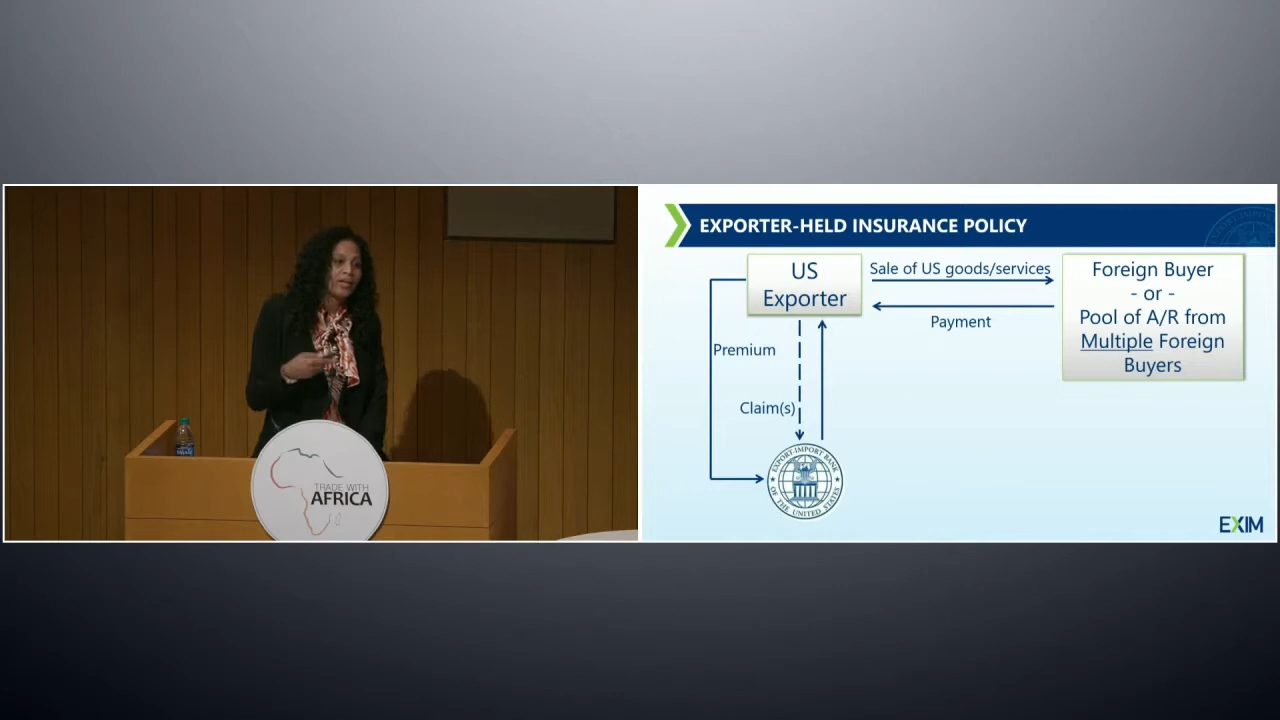 TRADE WITH
AFRICA
EXPORTER-HELD INSURANCE POLICY
US
Exporter
Sale of US goods/services
Payment
Foreign Buyer
- or -
Pool of A/R from
Multiple Foreign
Buyers
Premium
Claim(s)
EXPORT-IMPORT BANK
OF THE UNITED STATES
EXIM